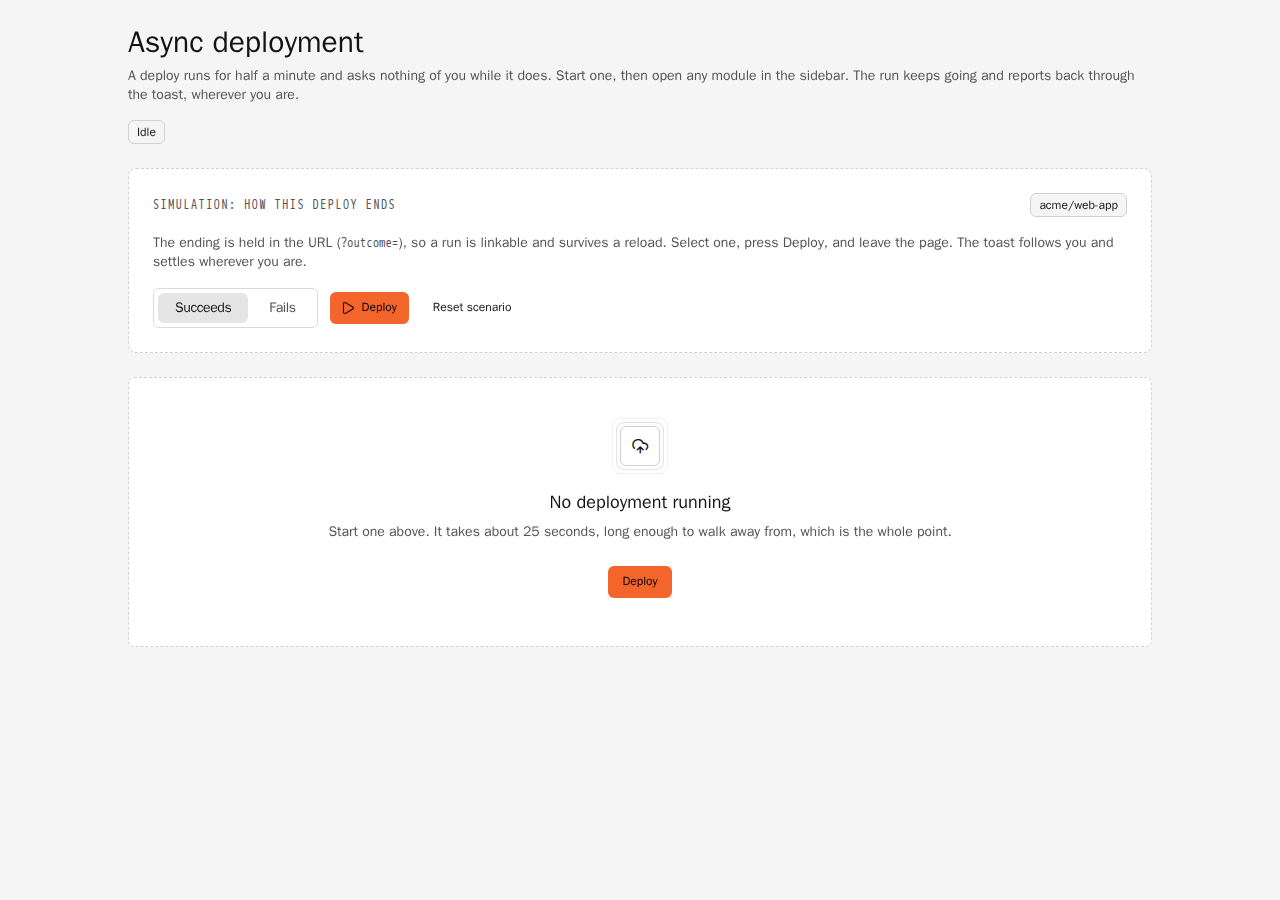 Async deployment
A deploy runs for half a minute and asks nothing of you while it does. Start one, then open any module in the sidebar. The run keeps going and reports back through
the toast, wherever you are.
Idle
SIMULATION: HOW THIS DEPLOY ENDS
acme/web-app
The ending is held in the URL (?outcome=), so a run is linkable and survives a reload. Select one, press Deploy, and leave the page. The toast follows you and
settles wherever you are.
Succeeds Fails Deploy Reset scenario
No deployment running
Start one above. It takes about 25 seconds, long enough to walk away from, which is the whole point.
Deploy